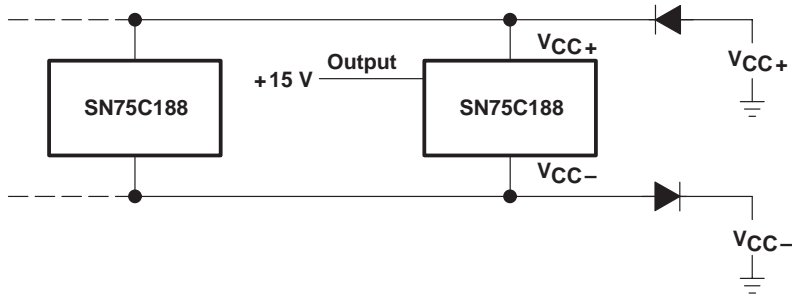 VCC+
Output
VCC+
+15 V
SN75C188
SN75C188
VCC−
VCC−